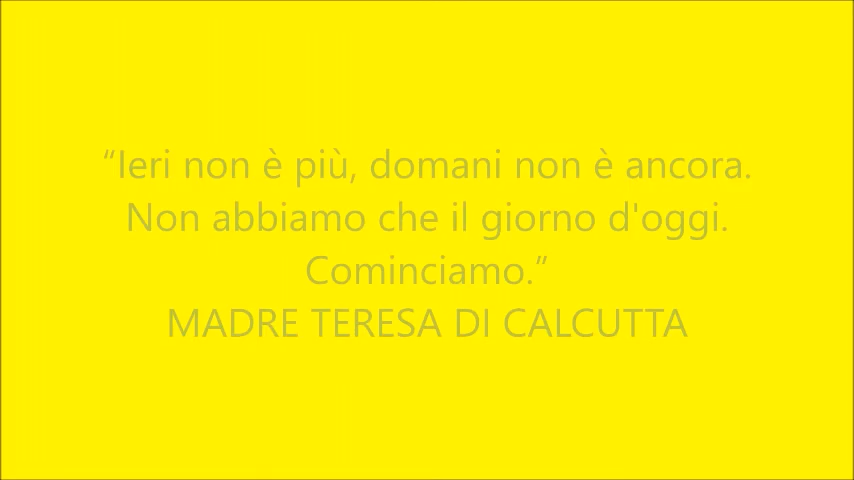 “Ieri non è più, domani non è ancora.
Non abbiamo che il giorno d'oggi.
Cominciamo.”
MADRE TERESA DI CALCUTTA